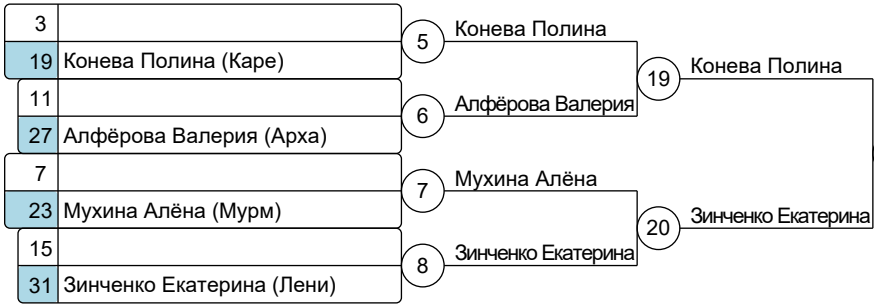 3
5
Конева Полина
19 Конева Полина (Каре)
19
Конева Полина
11
6
Алфёрова Валерия
27 Алфёрова Валерия (Арха)
7
7
Мухина Алёна
23 Мухина Алёна (Мурм)
20
Зинченко Екатерина
15
8
Зинченко Екатерина
31 Зинченко Екатерина (Лени)